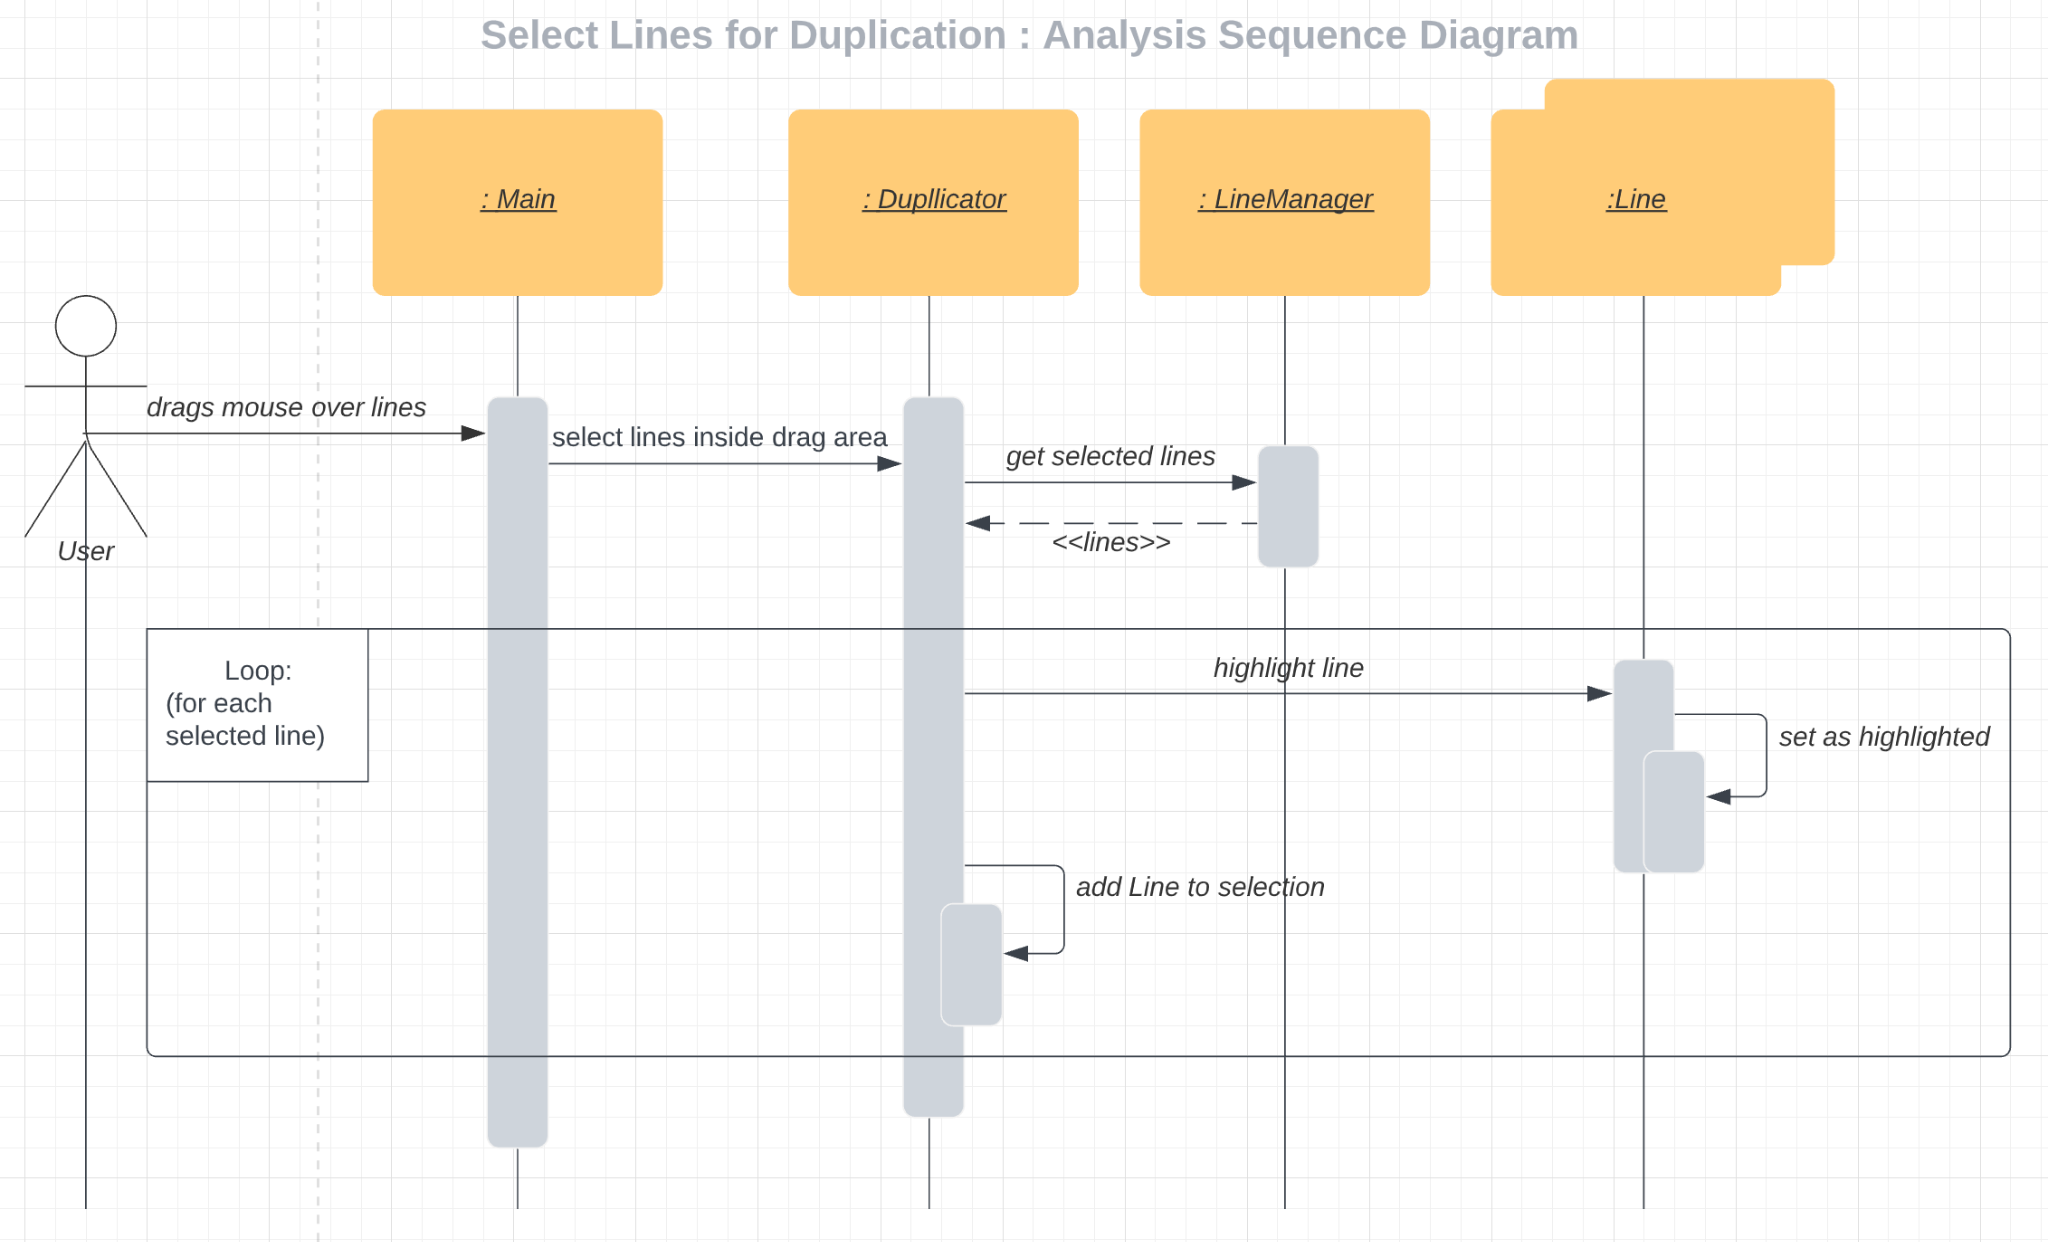 Select Lines for Duplication : Analysis Sequence Diagram
: Main
: Dupllicator
: LineManager
:Line
drags mouse over lines
select lines inside drag area
get selected lines
<<lines>>
User
Loop:
(for each
selected line)
highlight line
set as highlighted
add Line to selection